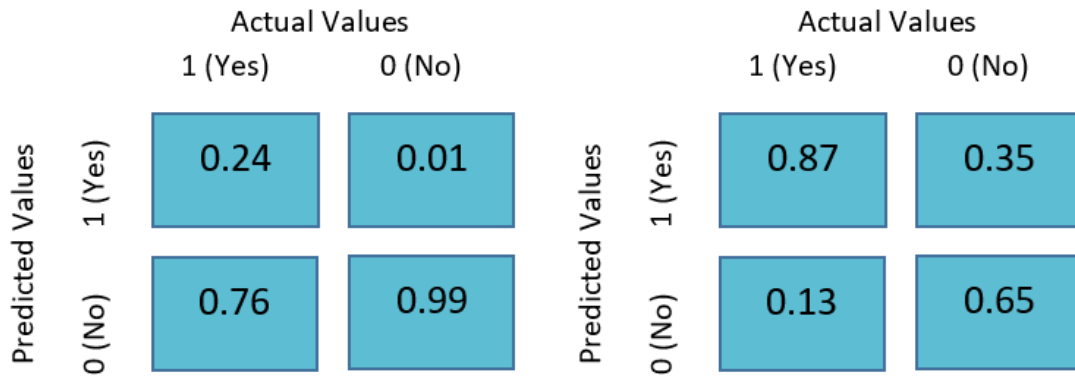 Actual Values
1 (Yes) 0 (No)
Predicted Values
1 (Yes)
0.24 0.01
0 (No)
0.76 0.99
Actual Values
1 (Yes) 0 (No)
Predicted Values
1 (Yes)
0.87 0.35
0 (No)
0.13 0.65